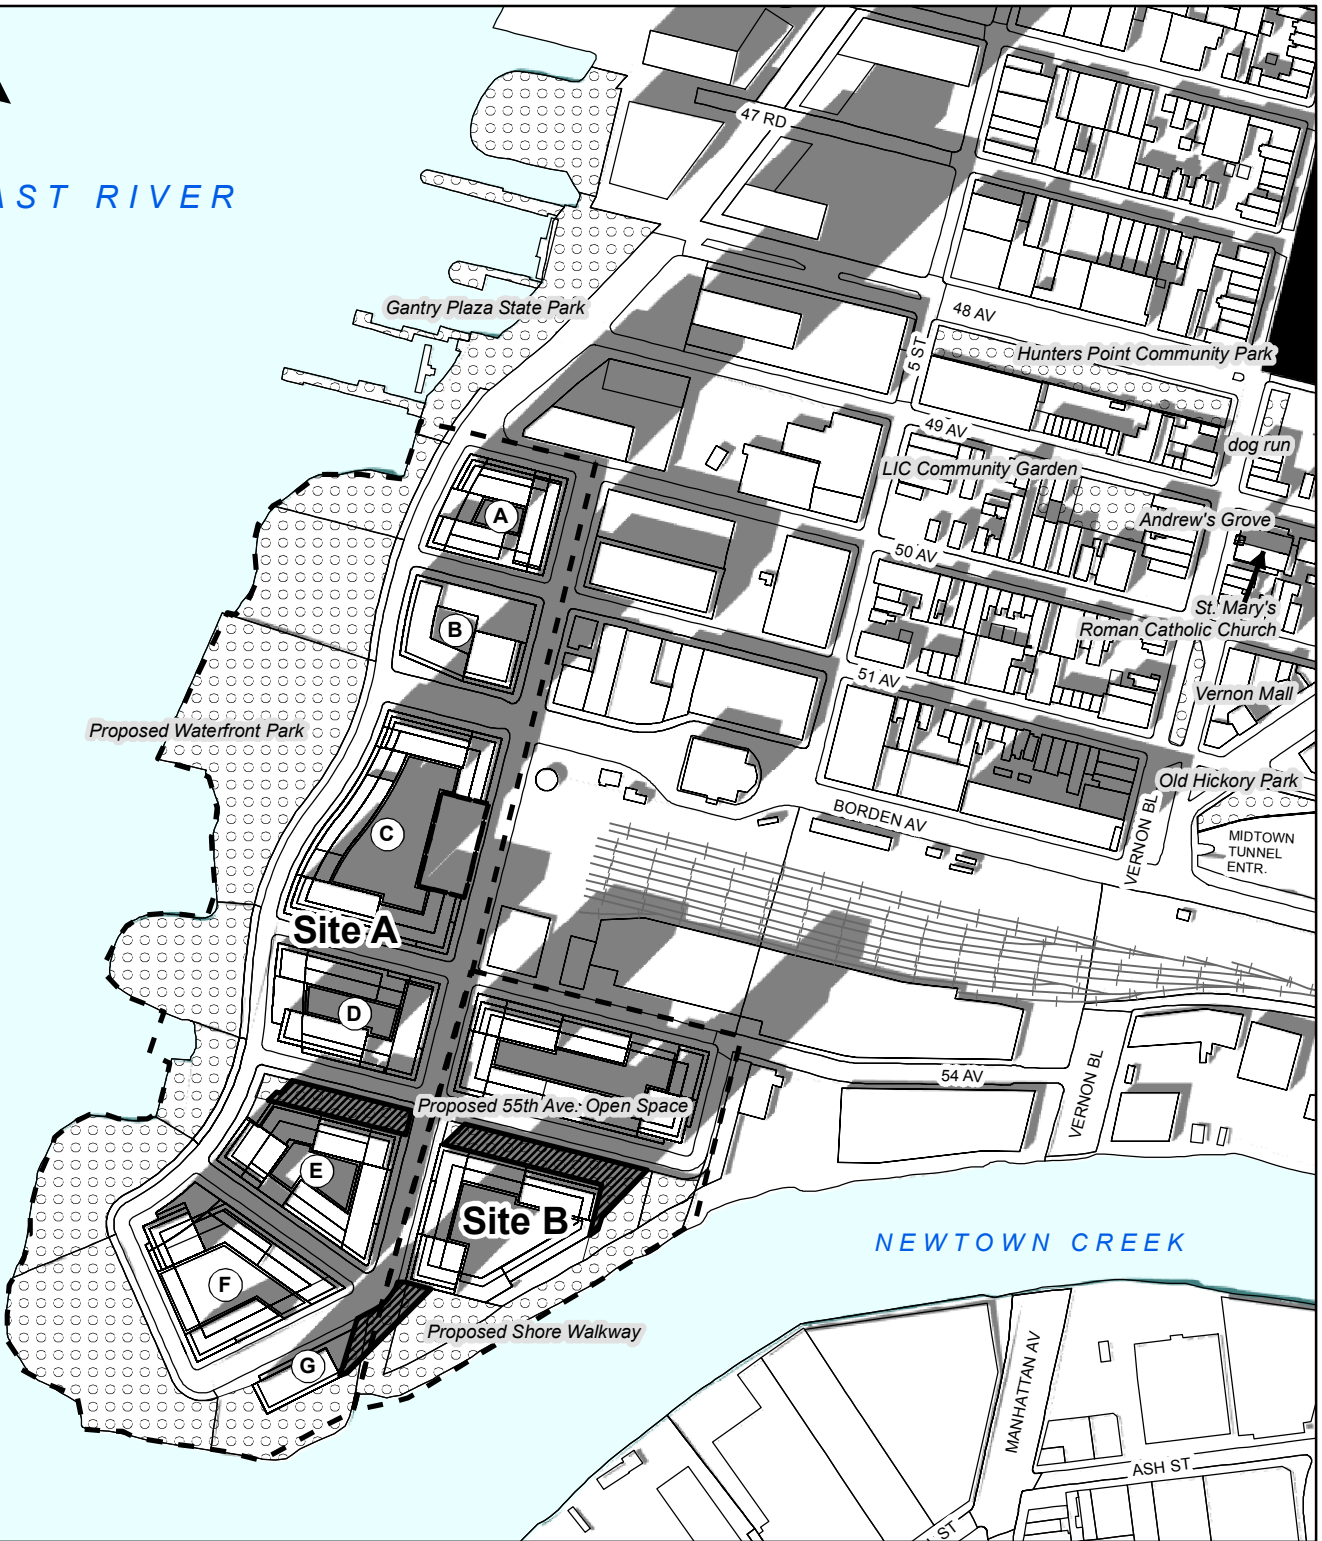 47 RD
AST RIVER
Gantry Plaza State Park
48 AV
5 ST
Hunters Point Community Park
49 AV
dog run
LIC Community Garden
A
Andrew's Grove
50 AV
B
St. Mary's
Roman Catholic Church
51 AV
Vernon Mall
Proposed Waterfront Park
Old Hickory Park
BORDEN AV
C
VERNON BL
MIDTOWN
TUNNEL
ENTR.
Site A
D
54 AV
Proposed 55th Ave. Open Space
VERNON BL
E
Site B
NEWTOWN CREEK
F
Proposed Shore Walkway
G
MANHATTAN AV
ASH ST
ST